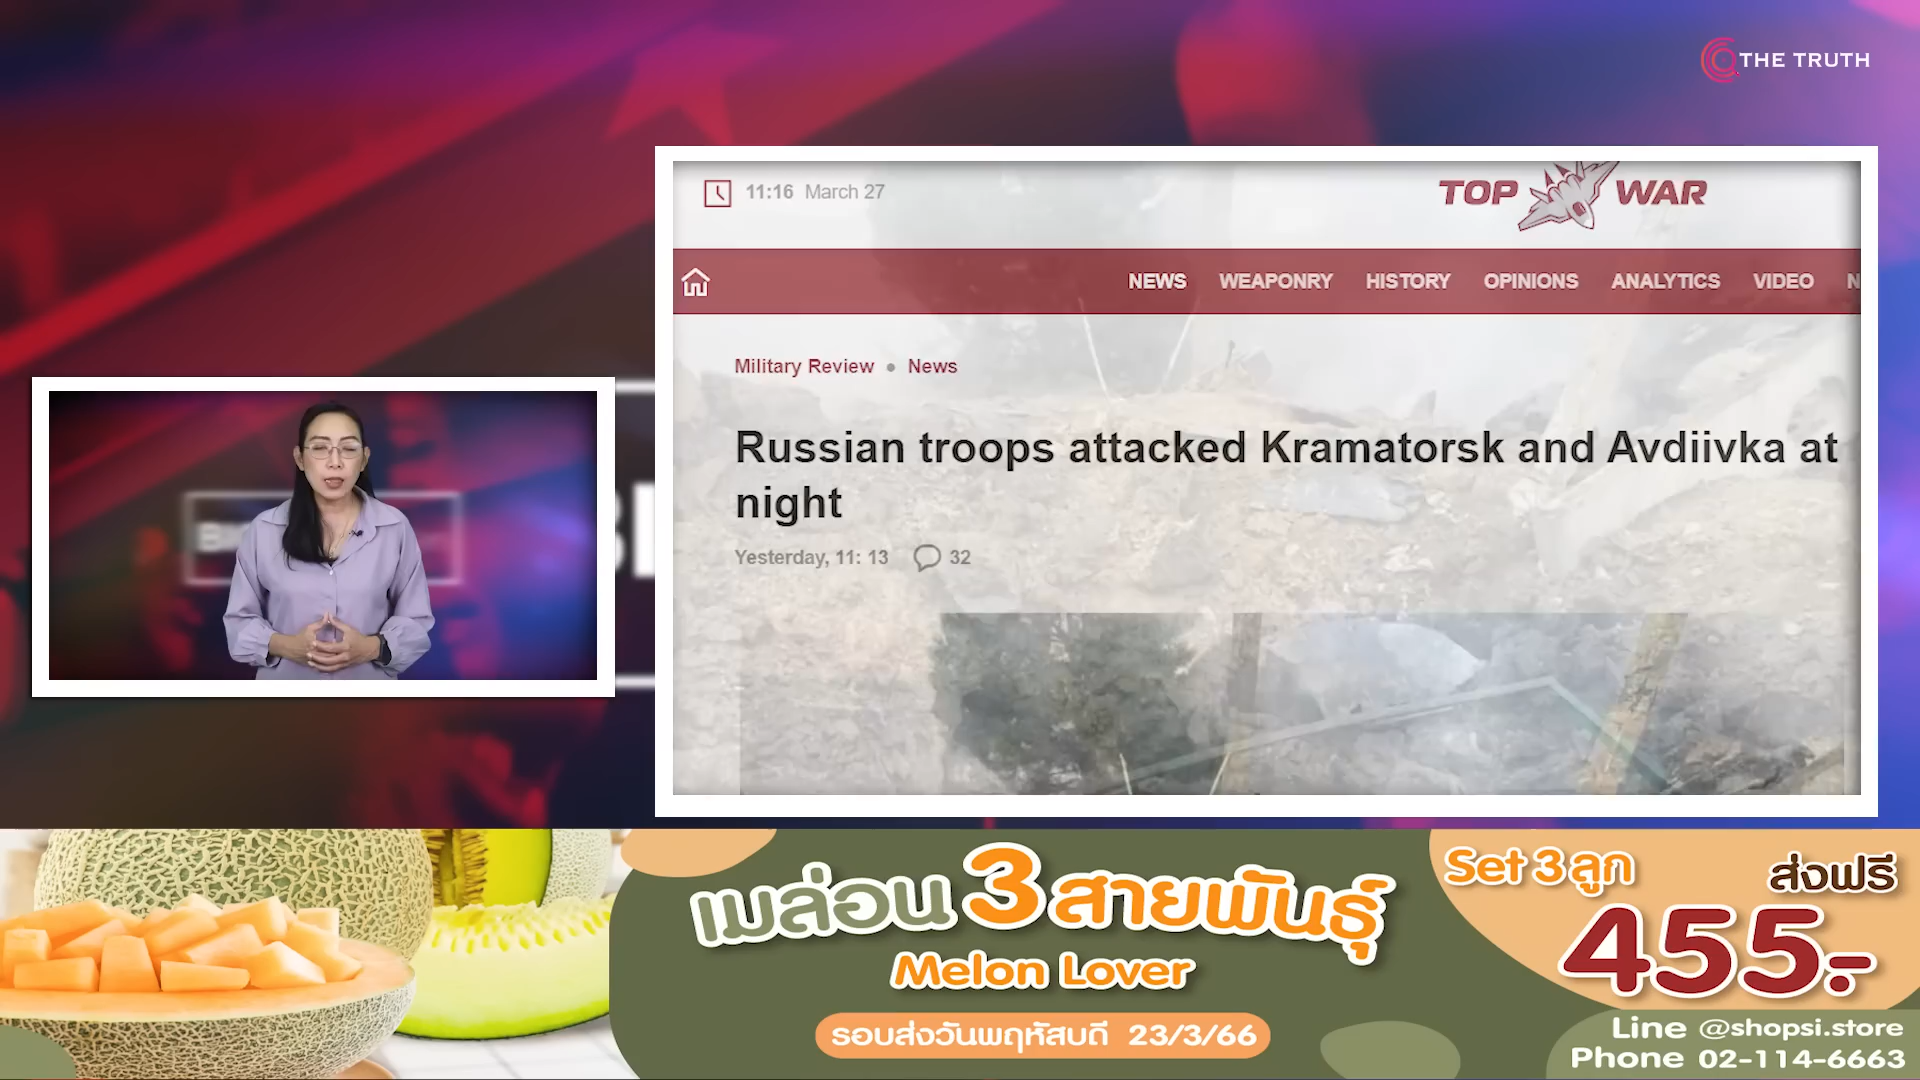 THE TRUTH
11:16 March 27
TOP WAR
NEWS WEAPONRY HISTORY OPINIONS ANALYTICS VIDEO N
Military Review • News
Russian troops attacked Kramatorsk and Avdiivka at
night
Yesterday, 11: 13 32
เมล่อน 3 สายพันธุ์
Melon Lover
รอบส่งวันพฤหัสบดี 23/3/66
Set 3 ลูก
ส่งฟรี
455.-
Line @shopsi.store
Phone 02-114-6663